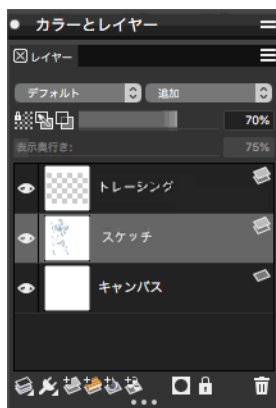 カラーとレイヤー
レイヤー
デフォルト 追加
70%
表示奥行き: 75%
トレーシング
スケッチ
キャンバス